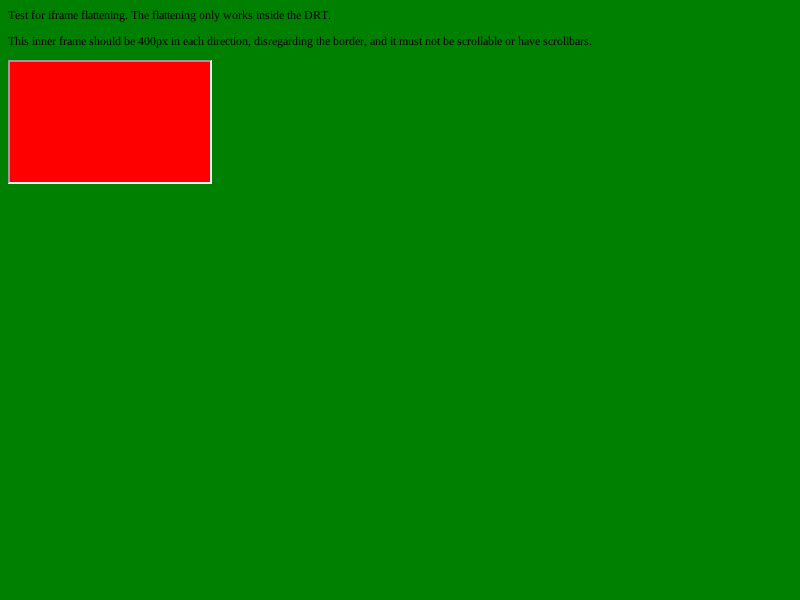 Test for iframe flattening. The flattening only works inside the DRT.
This inner frame should be 400px in each direction, disregarding the border, and it must not be scrollable or have scrollbars.